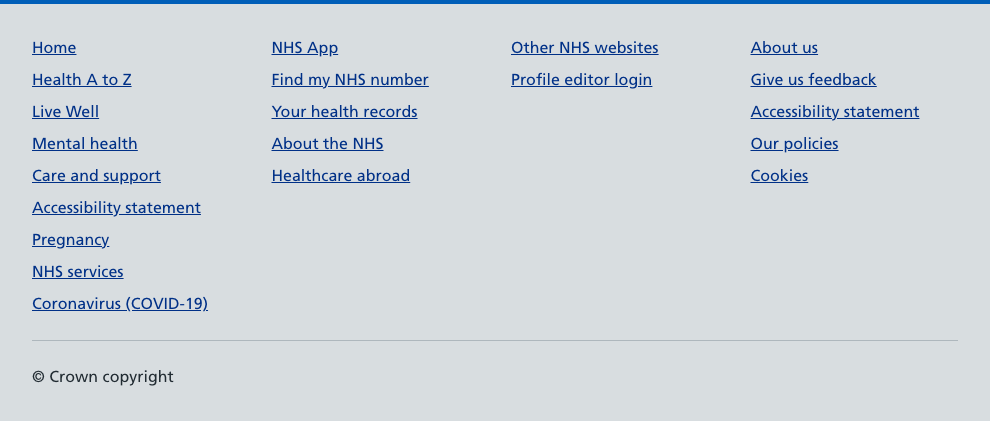 Home
Health A to Z
Live Well
Mental health
Care and support
Accessibility statement
Pregnancy
NHS services
Coronavirus (COVID-19)
NHS App
Find my NHS number
Your health records
About the NHS
Healthcare abroad
Other NHS websites
Profile editor login
About us
Give us feedback
Accessibility statement
Our policies
Cookies
© Crown copyright